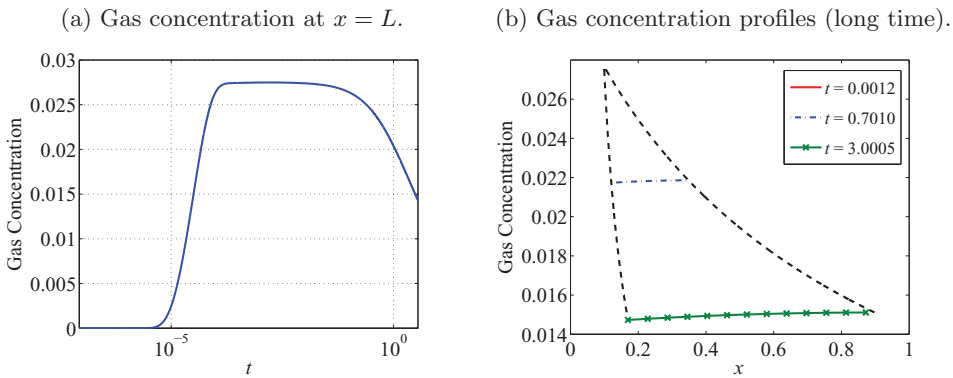 (a) Gas concentration at x = L.
0.03
0.025
0.02
0.015
0.01
0.005
0
Gas Concentration
10⁻⁵
10⁰
t
(b) Gas concentration profiles (long time).
0.026
0.024
0.022
0.02
0.018
0.016
0.014
Gas Concentration
t = 0.0012
t = 0.7010
t = 3.0005
0
0.2
0.4
0.6
0.8
1
x